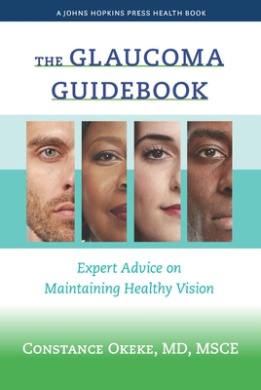 A JOHNS HOPKINS PRESS HEALTH BOOK
THE GLAUCOMA
GUIDEBOOK
Expert Advice on
Maintaining Healthy Vision
CONSTANCE OKEKE, MD, MSCE